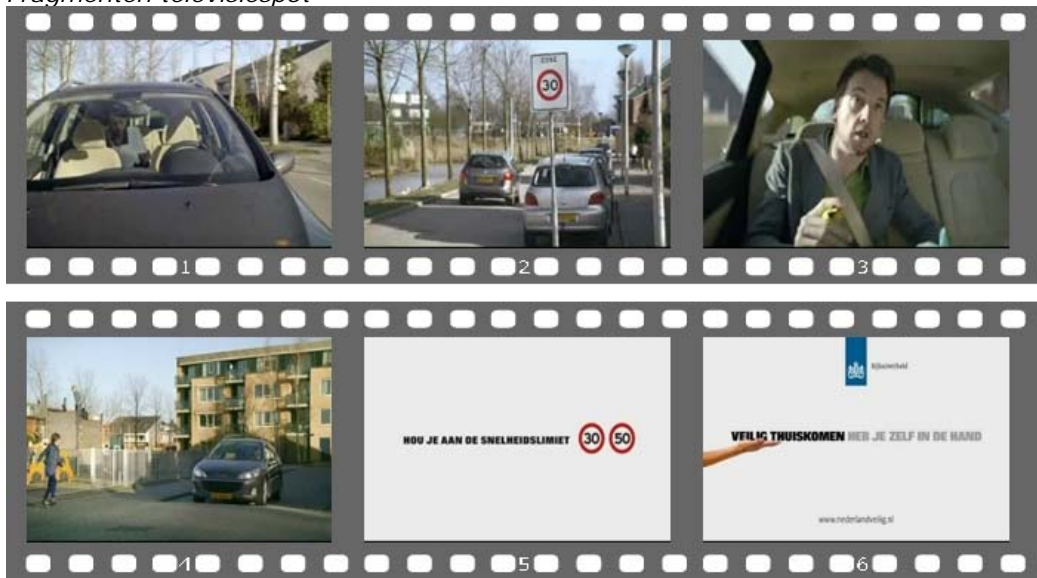 Fragmenten televisiespot
ZONE
30
1
2
3
HOU JE AAN DE SNELHEIDSLIMIET 30 50
Rijksoverheid
VEILIG THUISKOMEN HEB JE ZELF IN DE HAND
www.nederlandveilig.nl
4
5
6